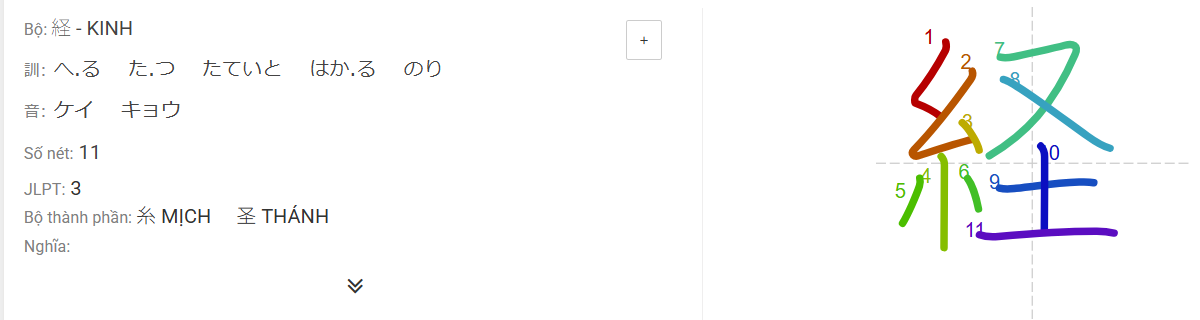 Bộ: 経 - KINH
+
訓: へ.る た.つ たていと はか.る のり
音: ケイ キョウ
Số nét: 11
JLPT: 3
Bộ thành phần: 糸 MỊCH 圣 THÁNH
Nghĩa:
経
1
2
3
4
5
6
7
8
9
0
11